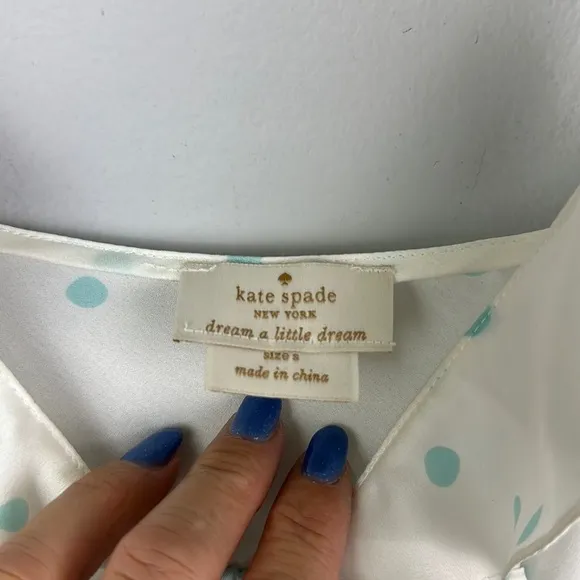 kate spade
NEW YORK
dream a little dream
SIZE S
made in china